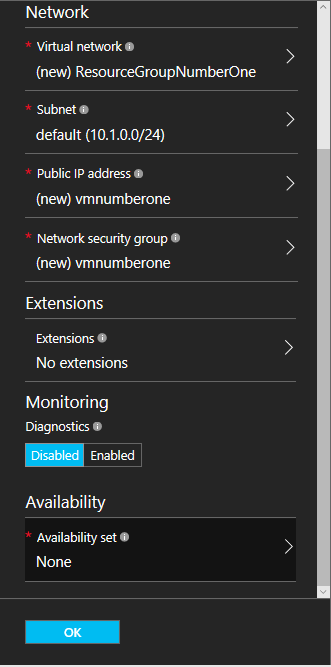 Network
* Virtual network
(new) ResourceGroupNumberOne
* Subnet
default (10.1.0.0/24)
* Public IP address
(new) vmnumberone
* Network security group
(new) vmnumberone
Extensions
Extensions
No extensions
Monitoring
Diagnostics
Disabled Enabled
Availability
* Availability set
None
OK